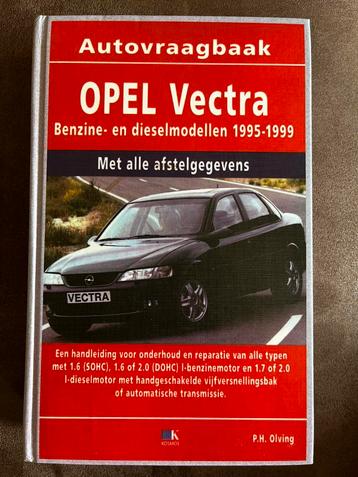 Autovraagbaak
OPEL Vectra
Benzine- en dieselmodellen 1995-1999
Met alle afstelgegevens
VECTRA
Een handleiding voor onderhoud en reparatie van alle typen
met 1.6 (SOHC), 1.6 of 2.0 (DOHC) l-benzinemotor en 1.7 of 2.0
l-dieselmotor met handgeschakelde vijfversnellingsbak
of automatische transmissie.
K
KOSMOS
P.H. Olving